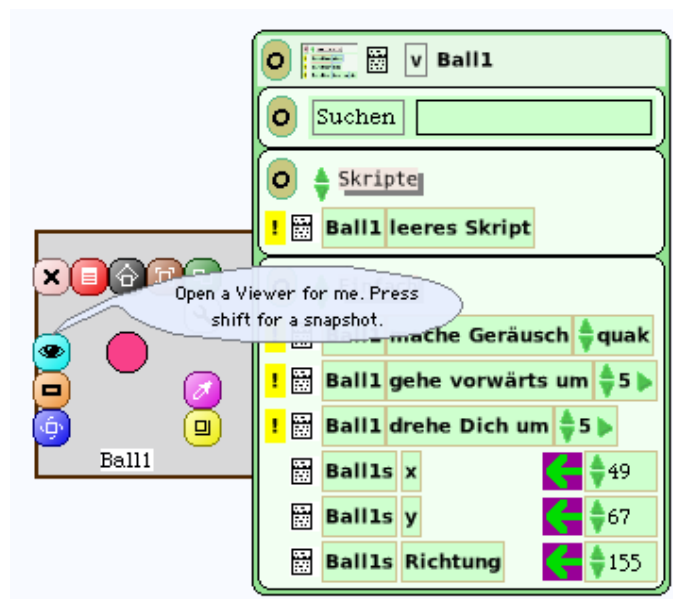 v Ball1
Suchen
Skripte
! Ball1 leeres Skript
Open a Viewer for me. Press
shift for a snapshot.
! mache Geräusch quak
! Ball1 gehe vorwärts um 5
! Ball1 drehe Dich um 5
Ball1s x 49
Ball1s y 67
Ball1s Richtung 155
Ball1